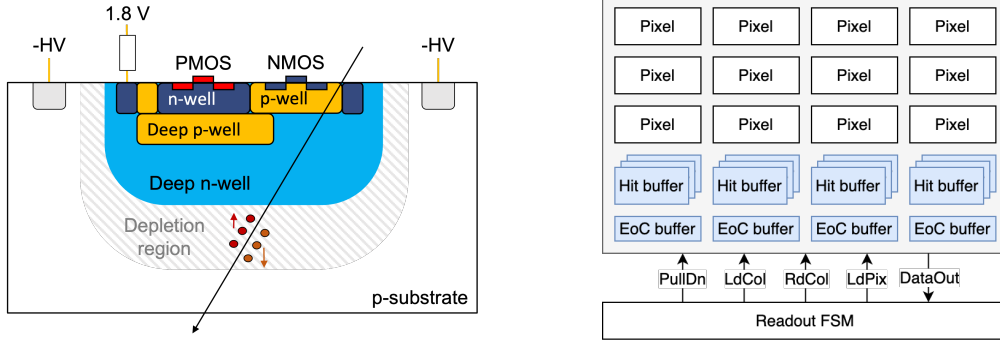 1.8 V
-HV
-HV
PMOS
NMOS
n-well
p-well
Deep p-well
Deep n-well
Depletion
region
p-substrate
Pixel Pixel Pixel Pixel
Pixel Pixel Pixel Pixel
Pixel Pixel Pixel Pixel
Hit buffer Hit buffer Hit buffer Hit buffer
EoC buffer EoC buffer EoC buffer EoC buffer
PullDn LdCol RdCol LdPix DataOut
Readout FSM